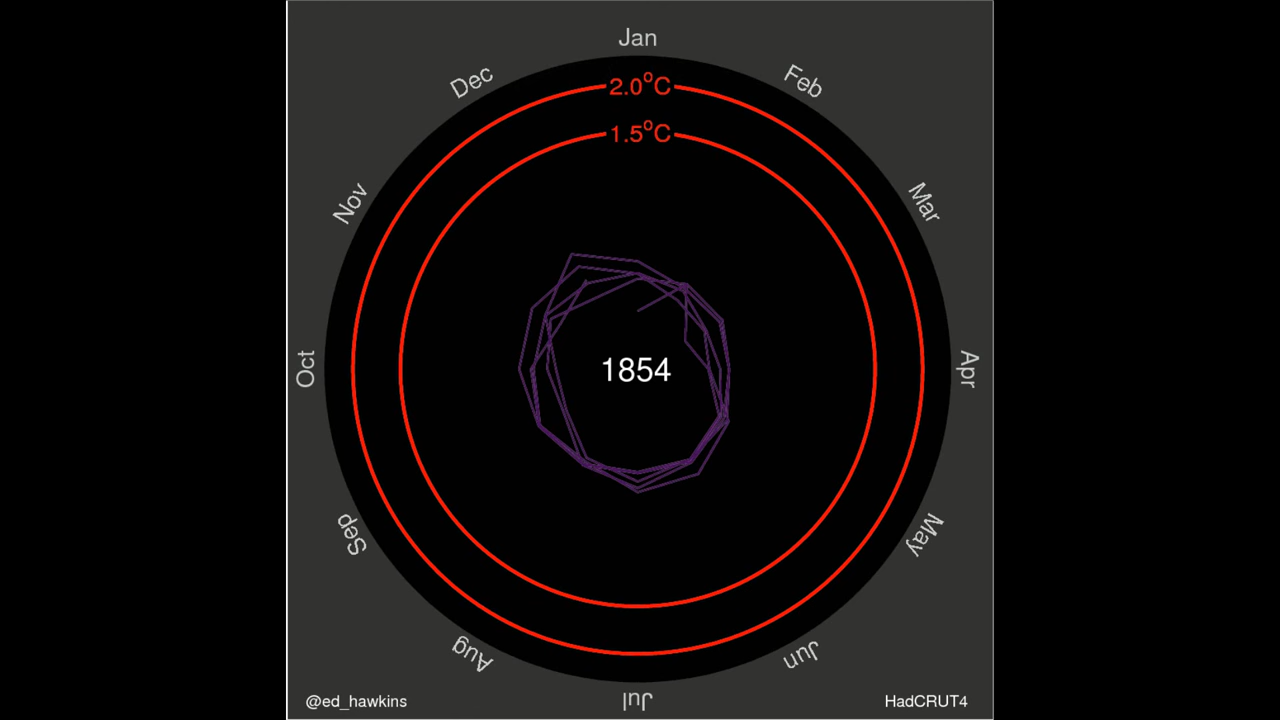 Jan
Feb
Mar
Apr
May
Jun
Jul
Aug
Sep
Oct
Nov
Dec
2.0°C
1.5°C
1854
@ed_hawkins
HadCRUT4